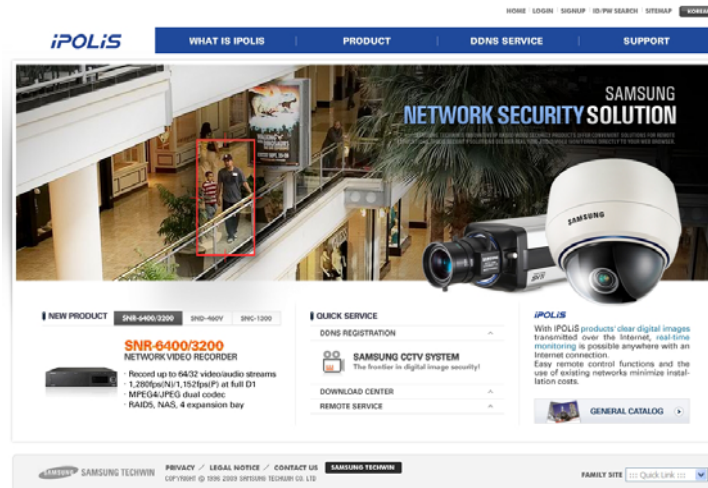 HOME LOGIN SIGNUP ID/PW SEARCH SITEMAP KOREAN
iPOLiS
WHAT IS IPOLIS
PRODUCT
DDNS SERVICE
SUPPORT
SAMSUNG
NETWORK SECURITY SOLUTION
SAMSUNG
NEW PRODUCT
SNR-6400/3200
SND-460V
SNC-1300
SNR-6400/3200
NETWORK VIDEO RECORDER
· Record up to 64/32 video/audio streams
· 1,280fps(N)/1,152fps(P) at full D1
· MPEG4/JPEG dual codec
· RAID5, NAS, 4 expansion bay
QUICK SERVICE
DDNS REGISTRATION
SAMSUNG CCTV SYSTEM
The frontier in digital image security!
DOWNLOAD CENTER
REMOTE SERVICE
iPOLiS
With IPOLiS products' clear digital images
transmitted over the Internet, real-time
monitoring is possible anywhere with an
Internet connection.
Easy remote control functions and the
use of existing networks minimize instal-
lation costs.
GENERAL CATALOG
SAMSUNG
SAMSUNG TECHWIN
PRIVACY / LEGAL NOTICE / CONTACT US
SAMSUNG TECHWIN
COPYRIGHT @ 1996 2009 SAMSUNG TECHWIN CO. LTD
FAMILY SITE
::: Quick Link :::